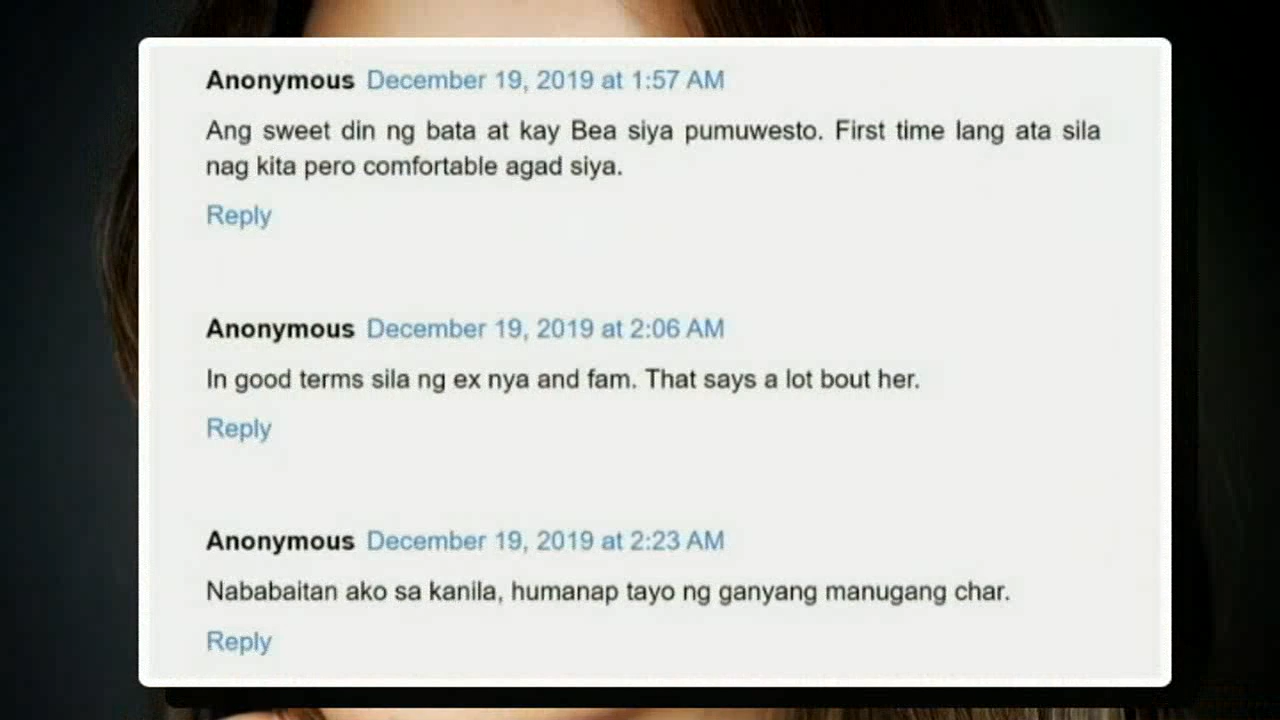 Anonymous December 19, 2019 at 1:57 AM
Ang sweet din ng bata at kay Bea siya pumuwesto. First time lang ata sila
nag kita pero comfortable agad siya.
Reply
Anonymous December 19, 2019 at 2:06 AM
In good terms sila ng ex nya and fam. That says a lot bout her.
Reply
Anonymous December 19, 2019 at 2:23 AM
Nababaitan ako sa kanila, humanap tayo ng ganyang manugang char.
Reply